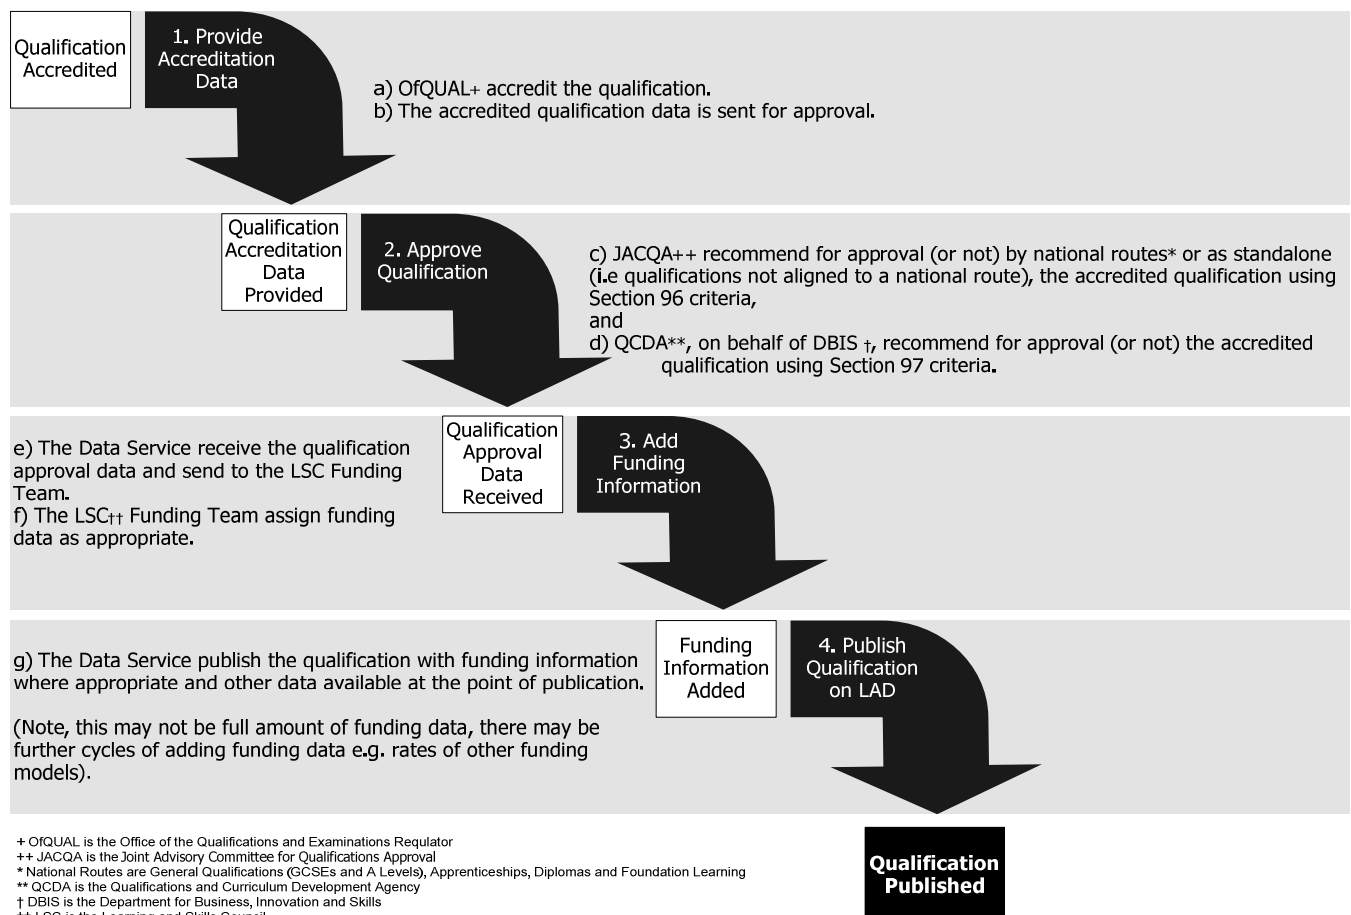 Qualification
Accredited
1. Provide
Accreditation
Data
a) OfQUAL+ accredit the qualification.
b) The accredited qualification data is sent for approval.
Qualification
Accreditation
Data
Provided
2. Approve
Qualification
c) JACQA++ recommend for approval (or not) by national routes* or as standalone
(i.e qualifications not aligned to a national route), the accredited qualification using
Section 96 criteria,
and
d) QCDA**, on behalf of DBIS †, recommend for approval (or not) the accredited
qualification using Section 97 criteria.
e) The Data Service receive the qualification
approval data and send to the LSC Funding
Team.
f) The LSC†† Funding Team assign funding
data as appropriate.
Qualification
Approval
Data
Received
3. Add
Funding
Information
g) The Data Service publish the qualification with funding information
where appropriate and other data available at the point of publication.
(Note, this may not be full amount of funding data, there may be
further cycles of adding funding data e.g. rates of other funding
models).
Funding
Information
Added
4. Publish
Qualification
on LAD
+ OfQUAL is the Office of the Qualifications and Examinations Requlator
++ JACQA is the Joint Advisory Committee for Qualifications Approval
* National Routes are General Qualifications (GCSEs and A Levels), Apprenticeships, Diplomas and Foundation Learning
** QCDA is the Qualifications and Curriculum Development Agency
† DBIS is the Department for Business, Innovation and Skills
†† LSC is the Learning and Skills Council
Qualification
Published